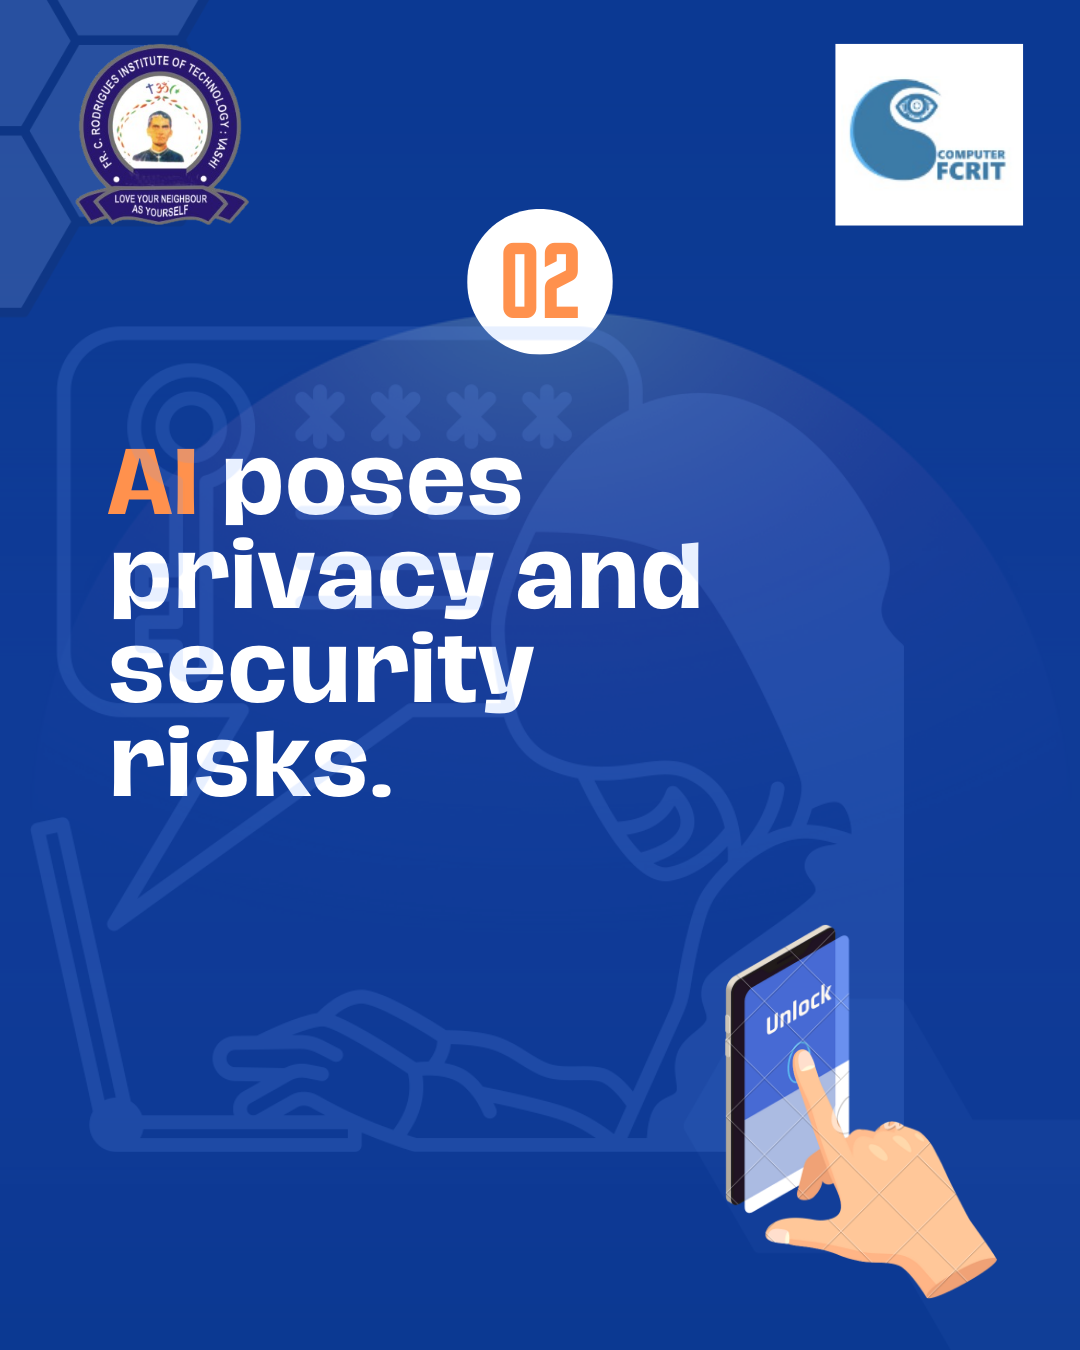 FR. C. RODRIGUES INSTITUTE OF TECHNOLOGY : VASHI
LOVE YOUR NEIGHBOUR
AS YOURSELF
COMPUTER
FCRIT
02
AI poses
privacy and
security
risks.
Unlock